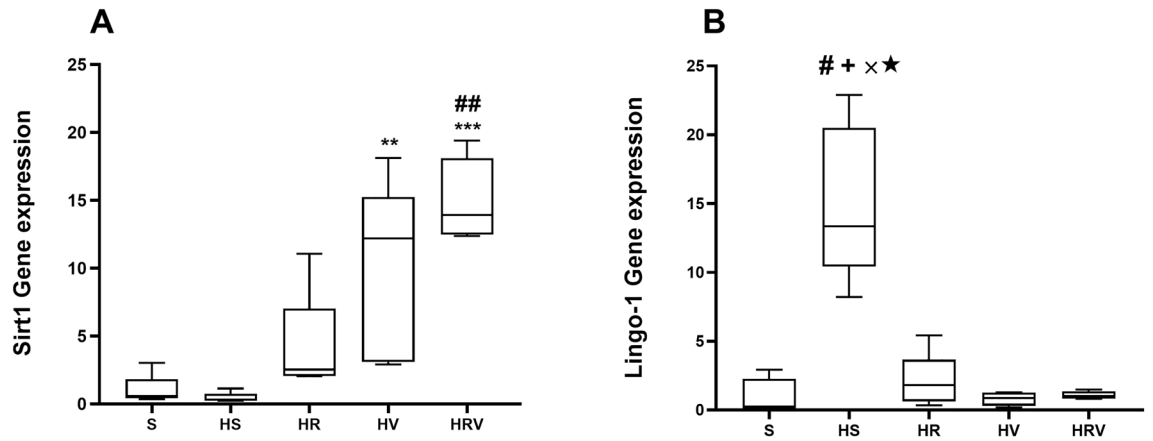 A
Sirt1 Gene expression
25
20
15
10
5
0
**
##
***
S HS HR HV HRV
B
Lingo-1 Gene expression
25
20
15
10
5
0
# + × ★
S HS HR HV HRV